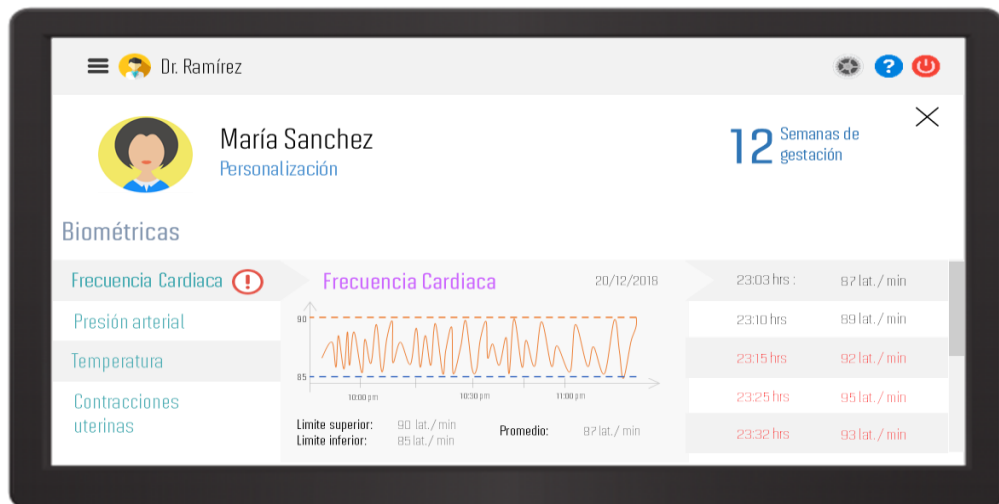 Dr. Ramírez
?
María Sanchez
Personalización
12 Semanas de
gestación
Biométricas
Frecuencia Cardiaca !
Presión arterial
Temperatura
Contracciones
uterinas
Frecuencia Cardiaca
20/12/2018
90
85
10:00 pm
10:30 pm
11:00 pm
Limite superior: 90 lat./ min
Limite inferior: 85 lat./ min
Promedio: 87 lat./ min
23:03 hrs : 87 lat./ min
23:10 hrs 89 lat./ min
23:15 hrs 92 lat./ min
23:25 hrs 95 lat./ min
23:32 hrs 93 lat./ min